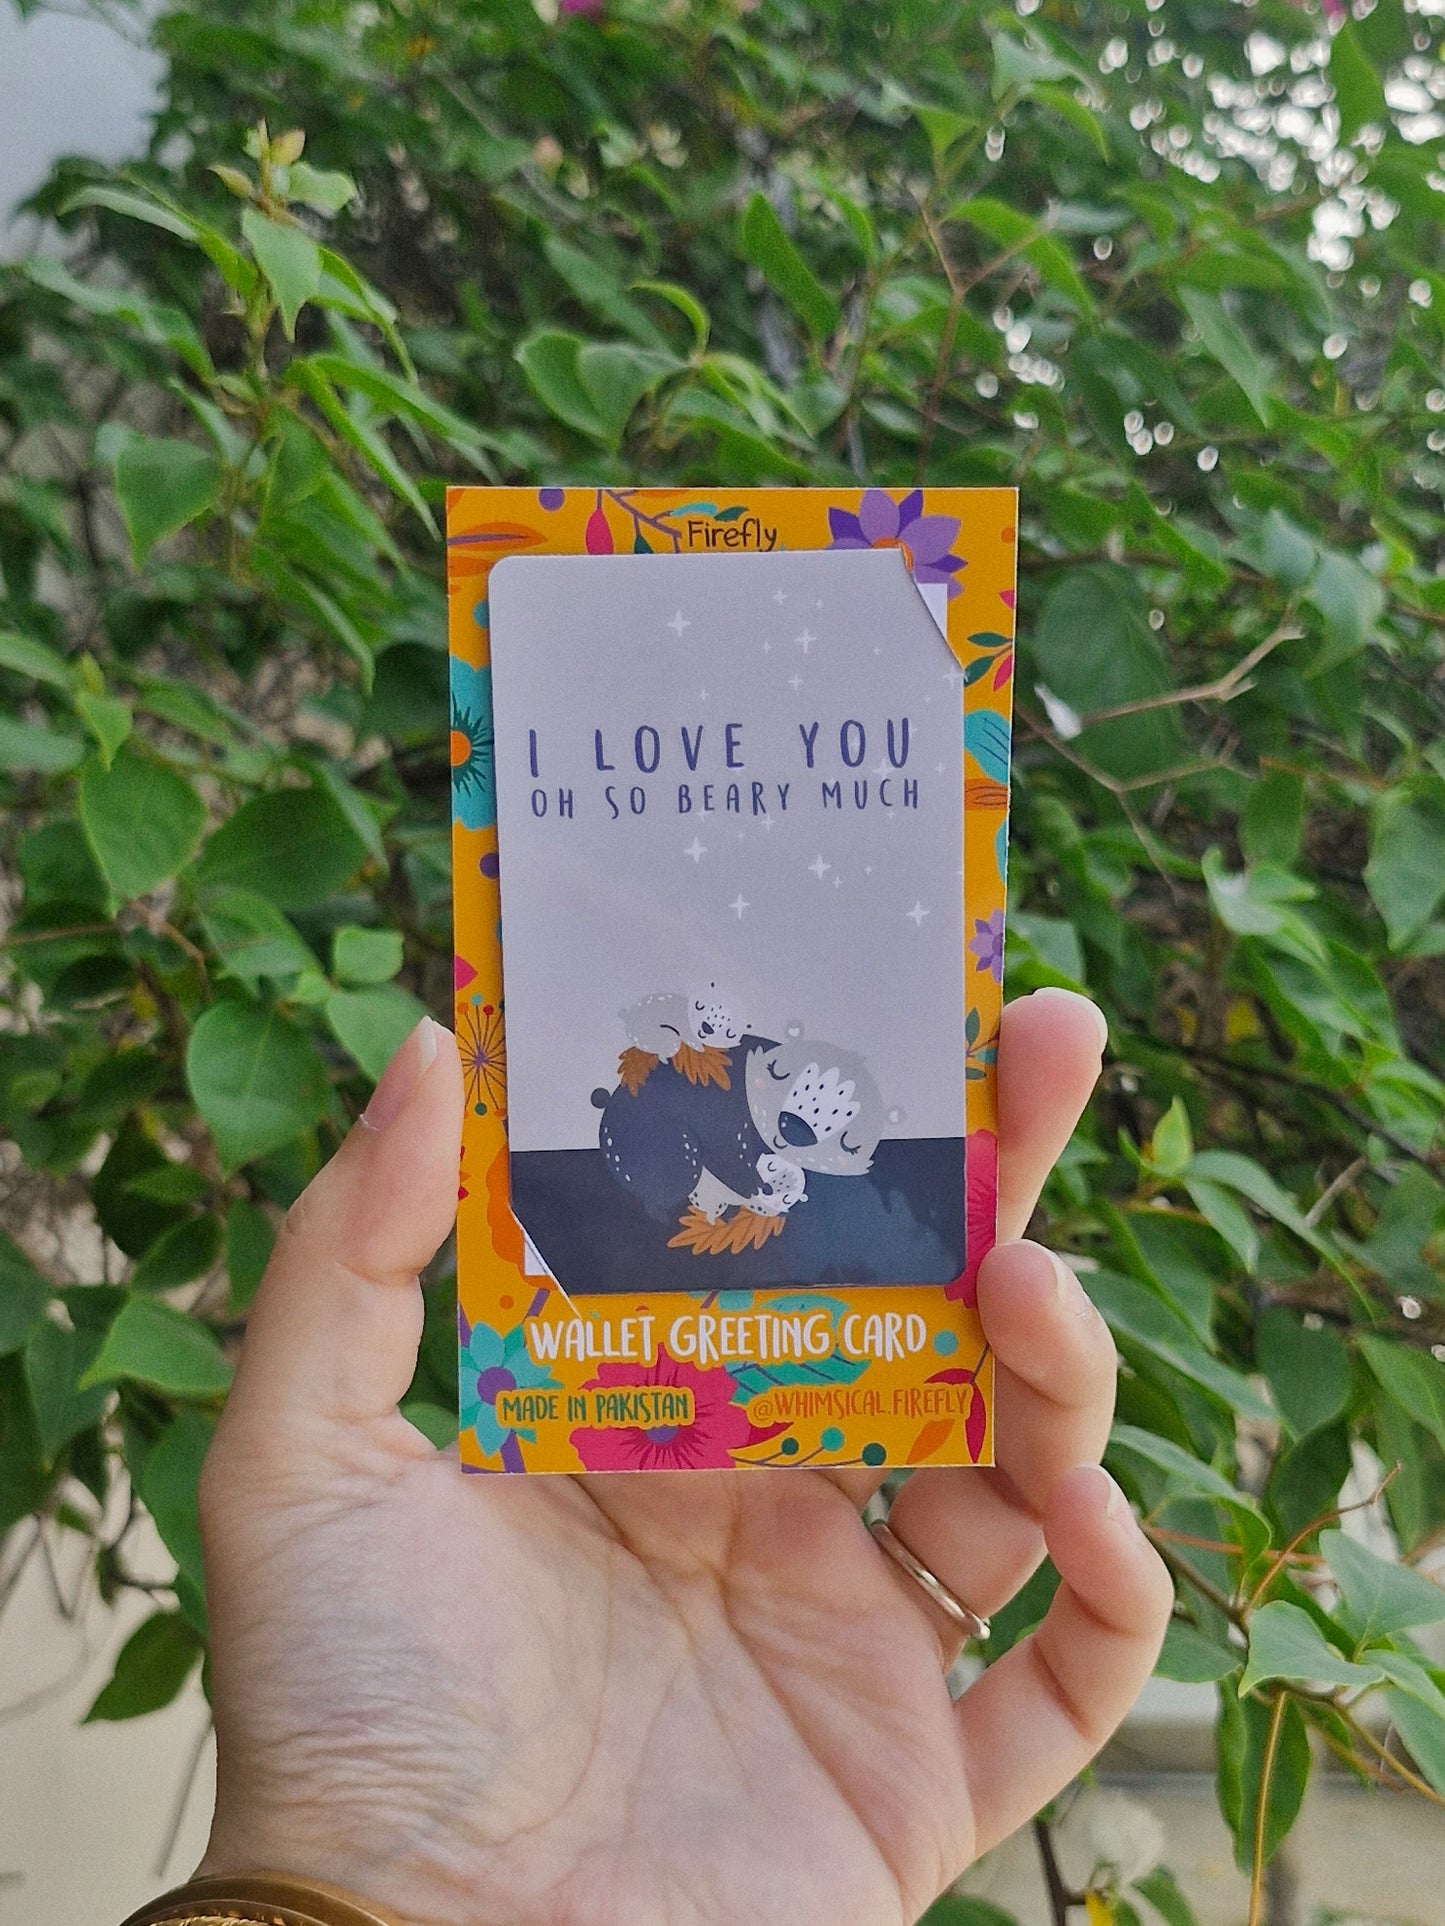 Firefly
I LOVE YOU
OH SO BEARY MUCH
WALLET GREETING CARD
MADE IN PAKISTAN
@WHIMSICAL.FIREFLY